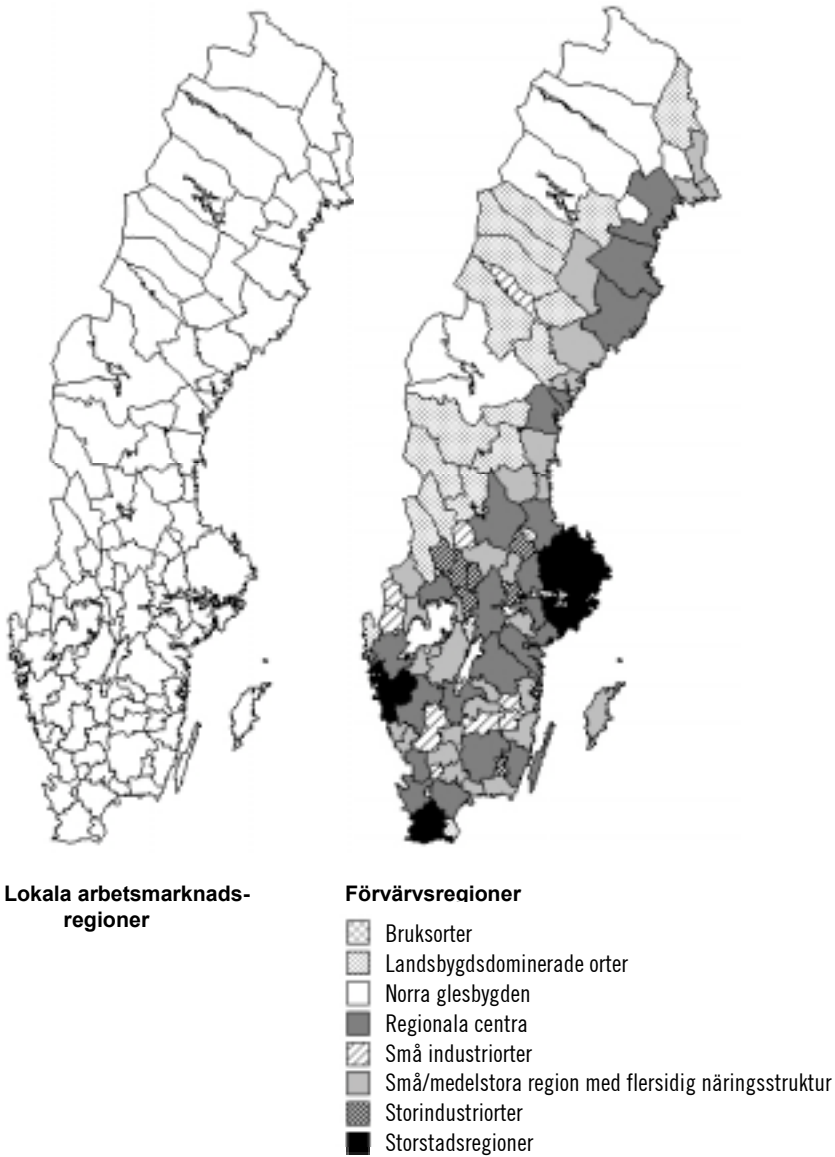 Lokala arbetsmarknads-
regioner
Förvärvsregioner
Bruksorter
Landsbygdsdominerade orter
Norra glesbygden
Regionala centra
Små industriorter
Små/medelstora region med flersidig näringsstruktur
Storindustriorter
Storstadsregioner